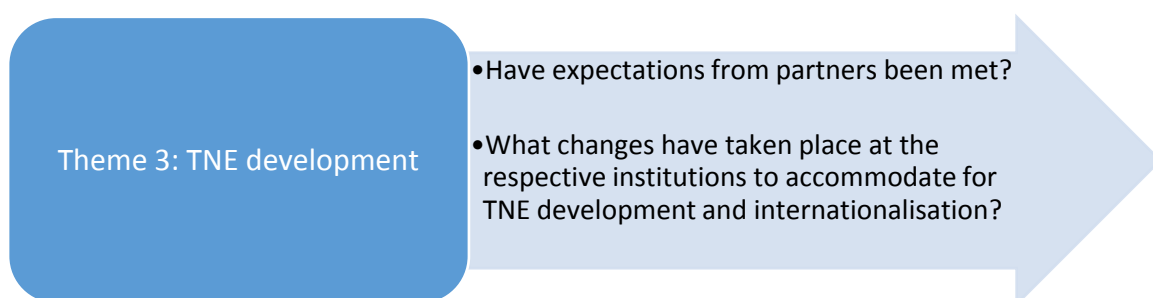 Theme 3: TNE development
•Have expectations from partners been met?
•What changes have taken place at the
respective institutions to accommodate for
TNE development and internationalisation?